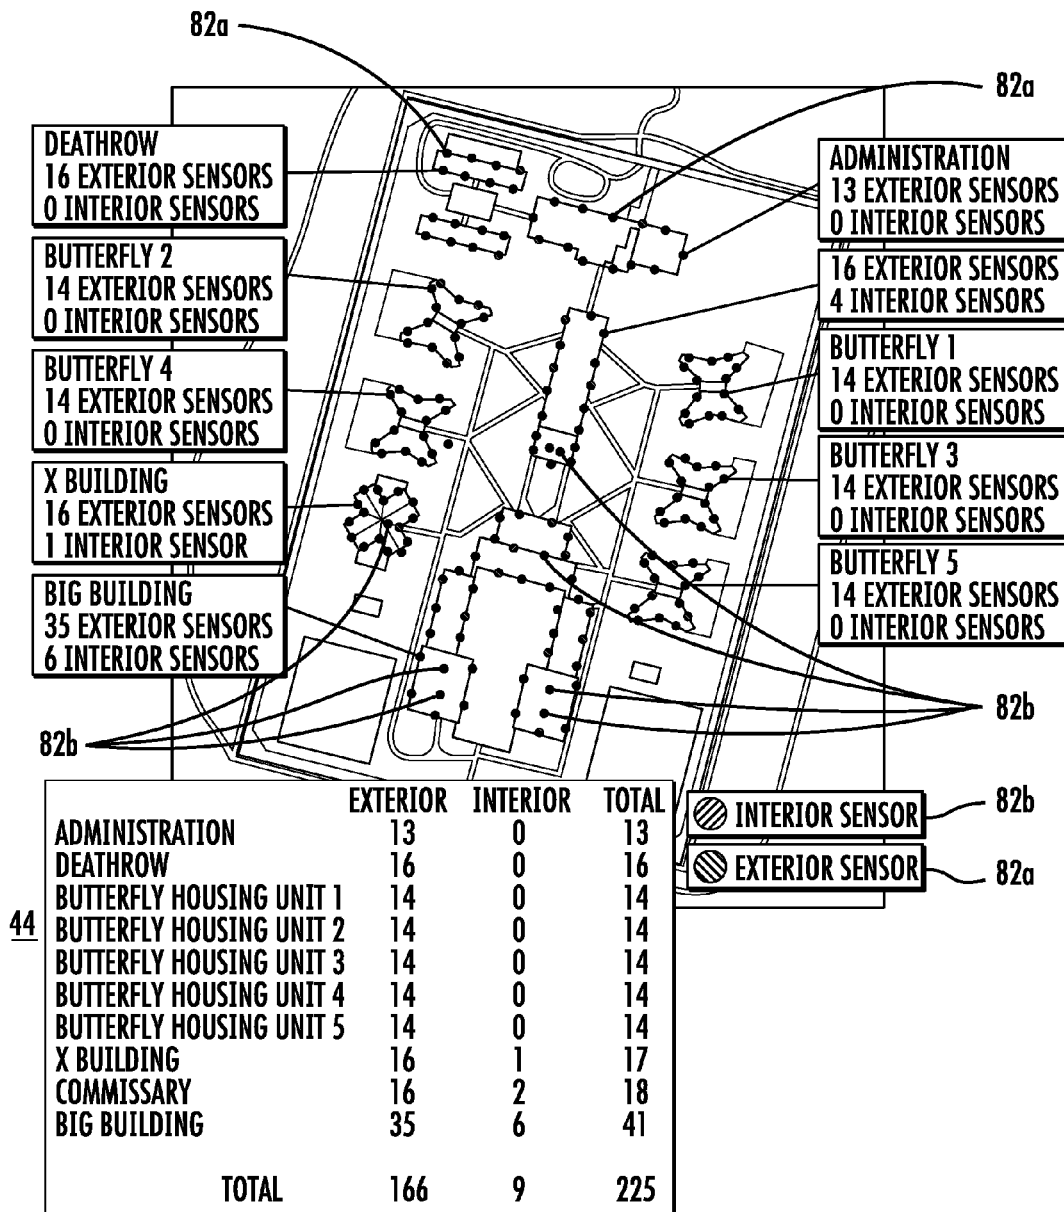 82a
82a
DEATHROW
16 EXTERIOR SENSORS
0 INTERIOR SENSORS
BUTTERFLY 2
14 EXTERIOR SENSORS
0 INTERIOR SENSORS
BUTTERFLY 4
14 EXTERIOR SENSORS
0 INTERIOR SENSORS
X BUILDING
16 EXTERIOR SENSORS
1 INTERIOR SENSOR
BIG BUILDING
35 EXTERIOR SENSORS
6 INTERIOR SENSORS
ADMINISTRATION
13 EXTERIOR SENSORS
0 INTERIOR SENSORS
16 EXTERIOR SENSORS
4 INTERIOR SENSORS
BUTTERFLY 1
14 EXTERIOR SENSORS
0 INTERIOR SENSORS
BUTTERFLY 3
14 EXTERIOR SENSORS
0 INTERIOR SENSORS
BUTTERFLY 5
14 EXTERIOR SENSORS
0 INTERIOR SENSORS
82b
82b
INTERIOR SENSOR 82b
EXTERIOR SENSOR 82a
44
EXTERIOR INTERIOR TOTAL
ADMINISTRATION 13 0 13
DEATHROW 16 0 16
BUTTERFLY HOUSING UNIT 1 14 0 14
BUTTERFLY HOUSING UNIT 2 14 0 14
BUTTERFLY HOUSING UNIT 3 14 0 14
BUTTERFLY HOUSING UNIT 4 14 0 14
BUTTERFLY HOUSING UNIT 5 14 0 14
X BUILDING 16 1 17
COMMISSARY 16 2 18
BIG BUILDING 35 6 41
TOTAL 166 9 225